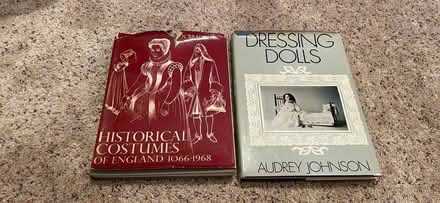 HISTORICAL
COSTUMES
OF ENGLAND 1066-1968
DRESSING
DOLLS
AUDREY JOHNSON